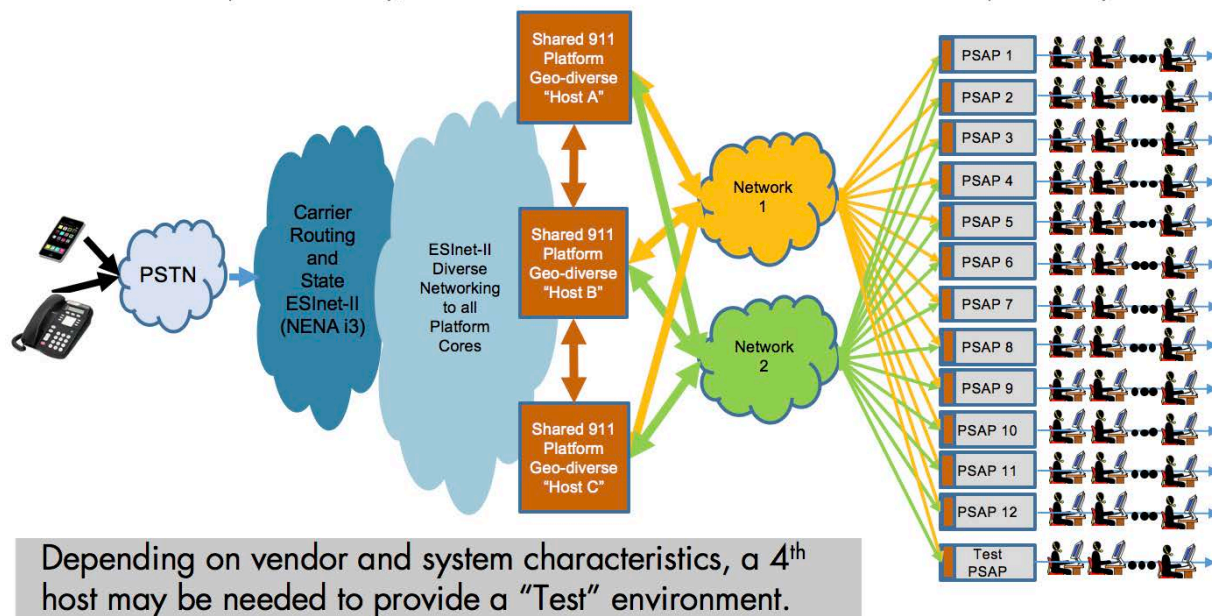 PSTN
Carrier
Routing
and
State
ESInet-II
(NENA i3)
ESInet-II
Diverse
Networking
to all
Platform
Cores
Shared 911
Platform
Geo-diverse
“Host A”
Shared 911
Platform
Geo-diverse
“Host B”
Shared 911
Platform
Geo-diverse
“Host C”
Network
1
Network
2
PSAP 1
PSAP 2
PSAP 3
PSAP 4
PSAP 5
PSAP 6
PSAP 7
PSAP 8
PSAP 9
PSAP 10
PSAP 11
PSAP 12
Test
PSAP
Depending on vendor and system characteristics, a 4th
host may be needed to provide a “Test” environment.